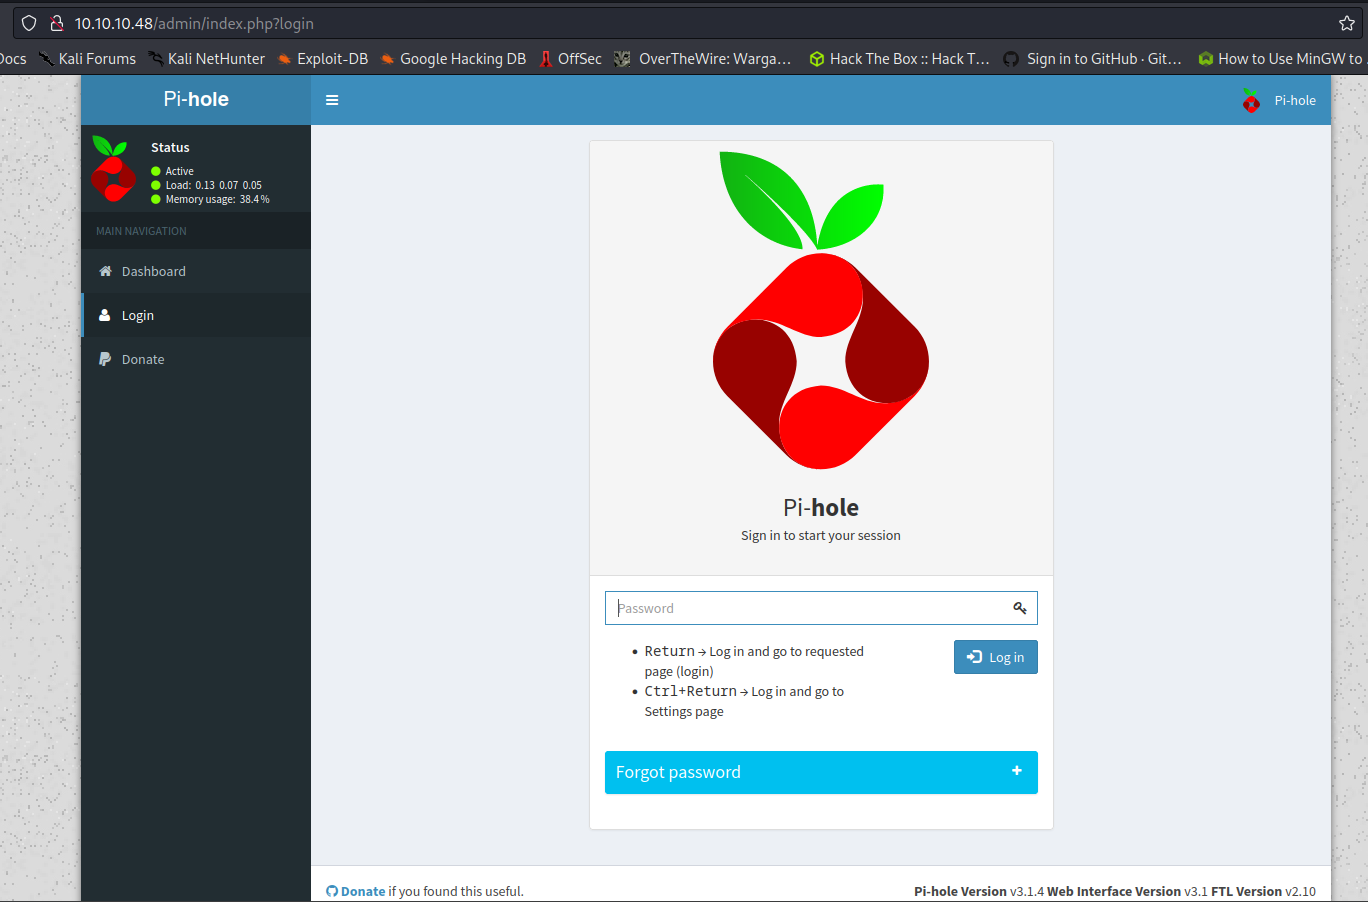 10.10.10.48/admin/index.php?login
Docs Kali Forums Kali NetHunter Exploit-DB Google Hacking DB OffSec OverTheWire: Warga… Hack The Box :: Hack T… Sign in to GitHub · Git… How to Use MinGW to
Pi-hole
Pi-hole
Status
Active
Load: 0.13 0.07 0.05
Memory usage: 38.4 %
MAIN NAVIGATION
Dashboard
Login
Donate
Pi-hole
Sign in to start your session
Password
Return → Log in and go to requested
page (login)
Ctrl+Return → Log in and go to
Settings page
Log in
Forgot password
Donate if you found this useful.
Pi-hole Version v3.1.4 Web Interface Version v3.1 FTL Version v2.10